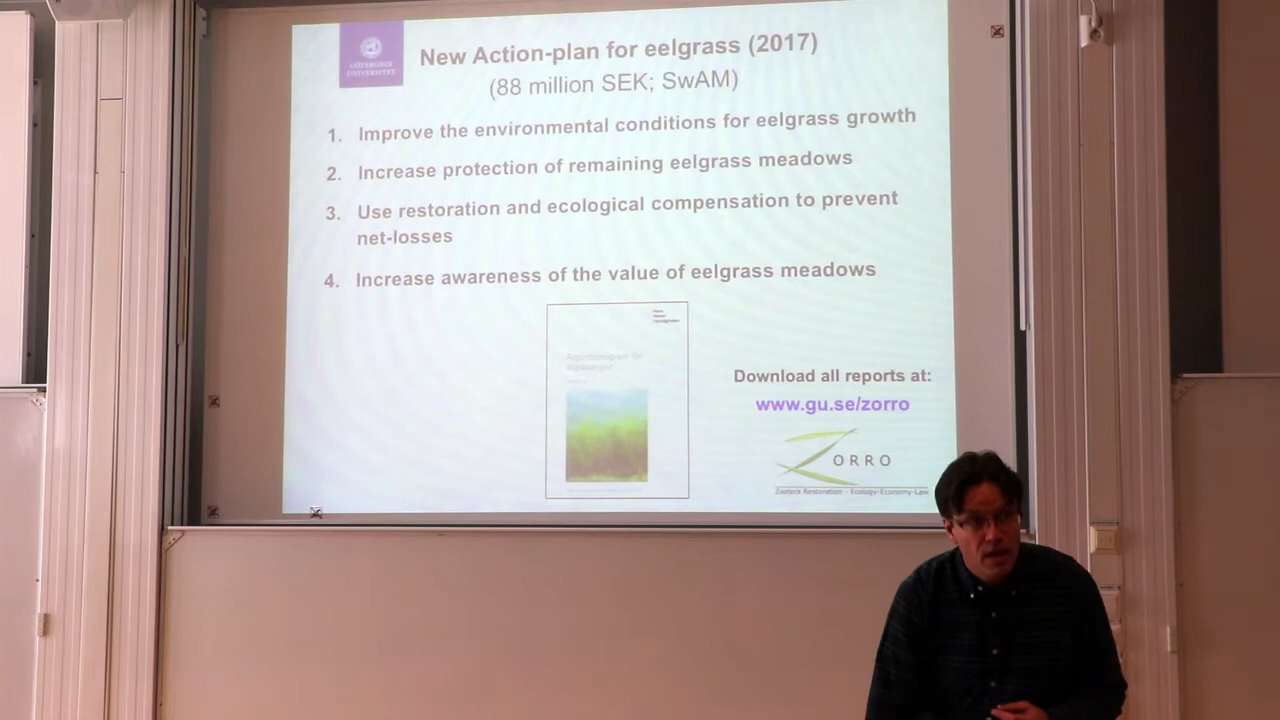 GÖTEBORGS
UNIVERSITET
New Action-plan for eelgrass (2017)
(88 million SEK; SwAM)
1. Improve the environmental conditions for eelgrass growth
2. Increase protection of remaining eelgrass meadows
3. Use restoration and ecological compensation to prevent
net-losses
4. Increase awareness of the value of eelgrass meadows
Download all reports at:
www.gu.se/zorro
ZORRO
Zostera Restoration - Ecology-Economy-Law